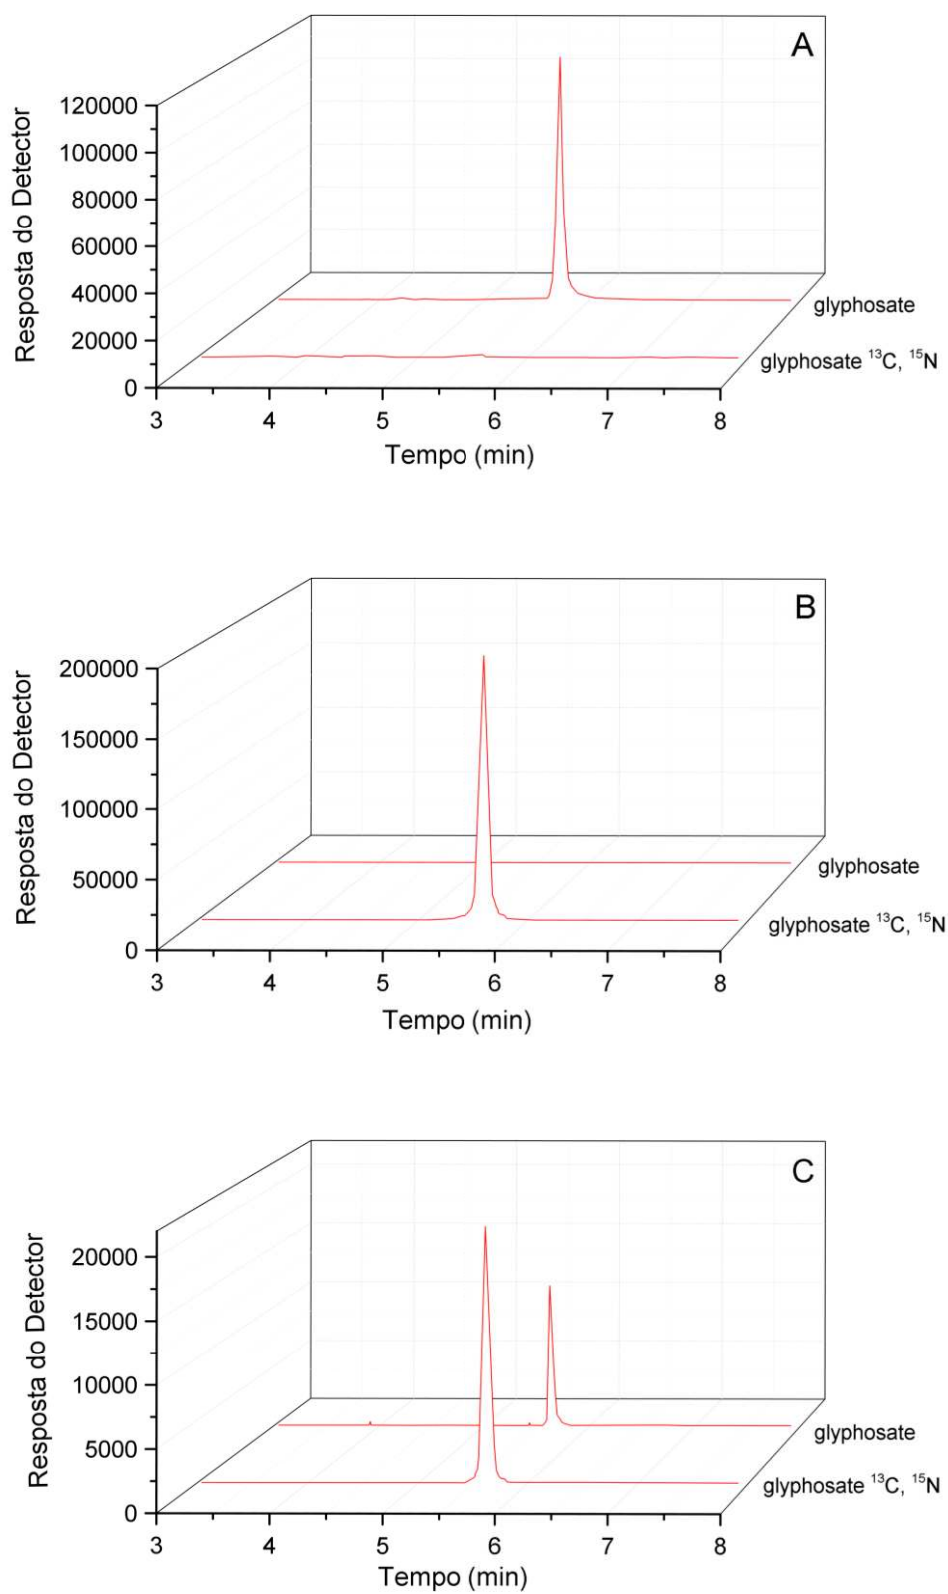 A
Resposta do Detector
120000
100000
80000
60000
40000
20000
0
glyphosate
glyphosate ¹³C, ¹⁵N
3 4 5 6 7 8
Tempo (min)
B
Resposta do Detector
200000
150000
100000
50000
0
glyphosate
glyphosate ¹³C, ¹⁵N
3 4 5 6 7 8
Tempo (min)
C
Resposta do Detector
20000
15000
10000
5000
0
glyphosate
glyphosate ¹³C, ¹⁵N
3 4 5 6 7 8
Tempo (min)